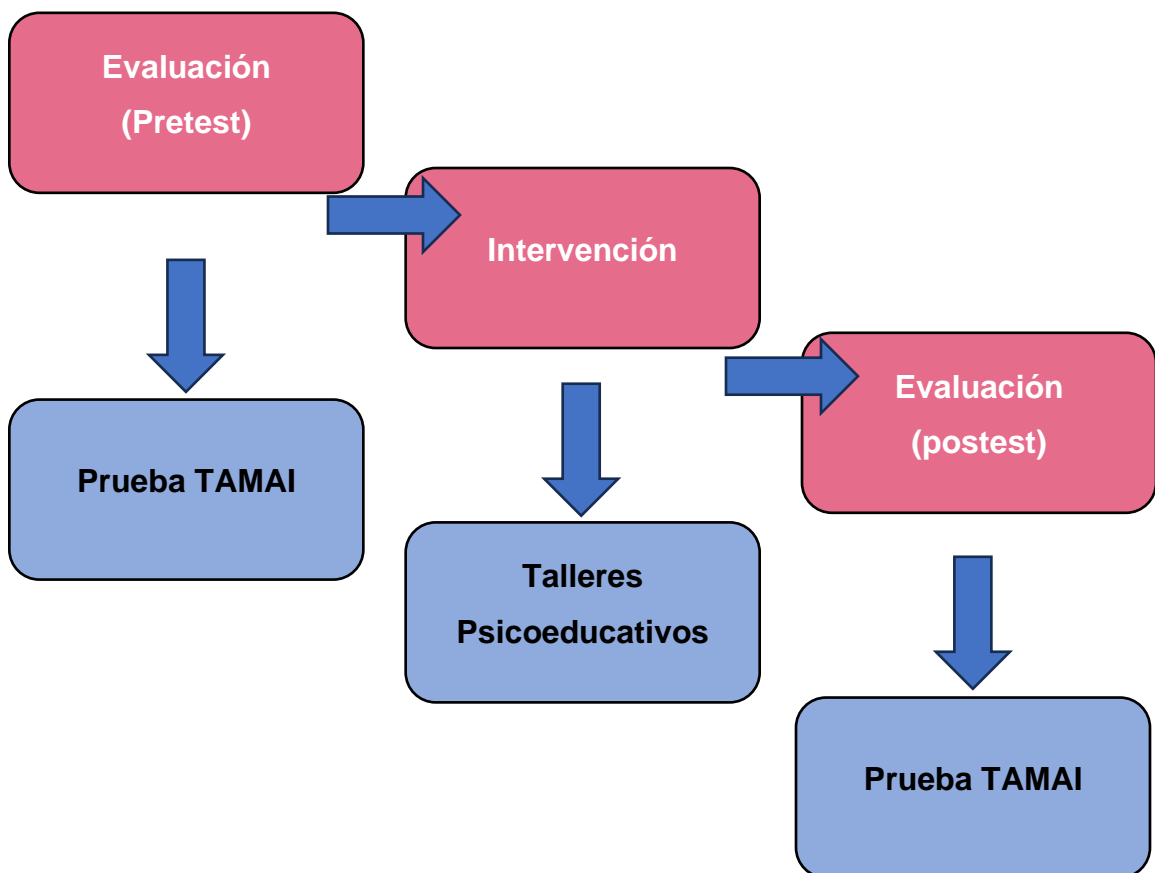 Evaluación
(Pretest)
Intervención
Evaluación
(postest)
Prueba TAMAI
Talleres
Psicoeducativos
Prueba TAMAI